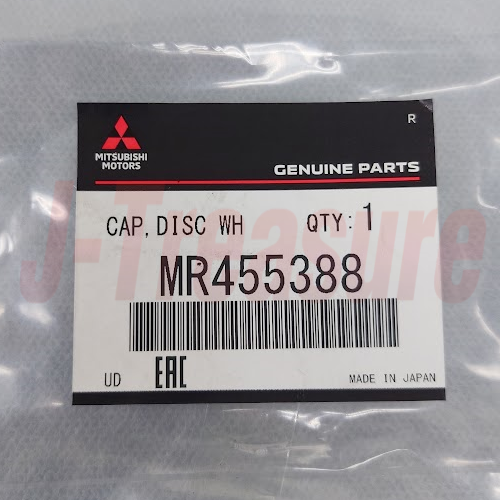 R
MITSUBISHI
MOTORS
GENUINE PARTS
CAP, DISC WH QTY: 1
J-Treasure
MR455388
UD EAC MADE IN JAPAN